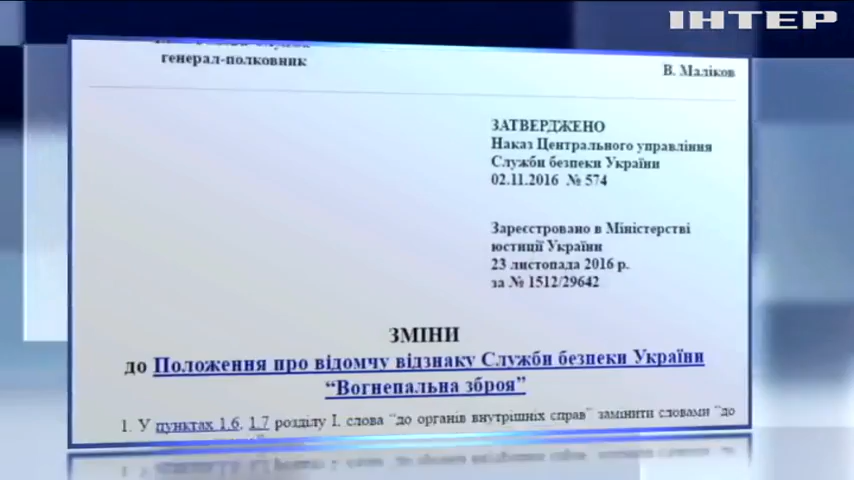 ІНТЕР
генерал-полковник
В. Маліков
ЗАТВЕРДЖЕНО
Наказ Центрального управління
Служби безпеки України
02.11.2016 № 574
Зареєстровано в Міністерстві
юстиції України
23 листопада 2016 р.
за № 1512/29642
ЗМІНИ
до Положення про відомчу відзнаку Служби безпеки України
“Вогнепальна зброя”
1. У пунктах 1.6, 1.7 розділу І. слова “до органів внутрішніх справ” замінити словами “до